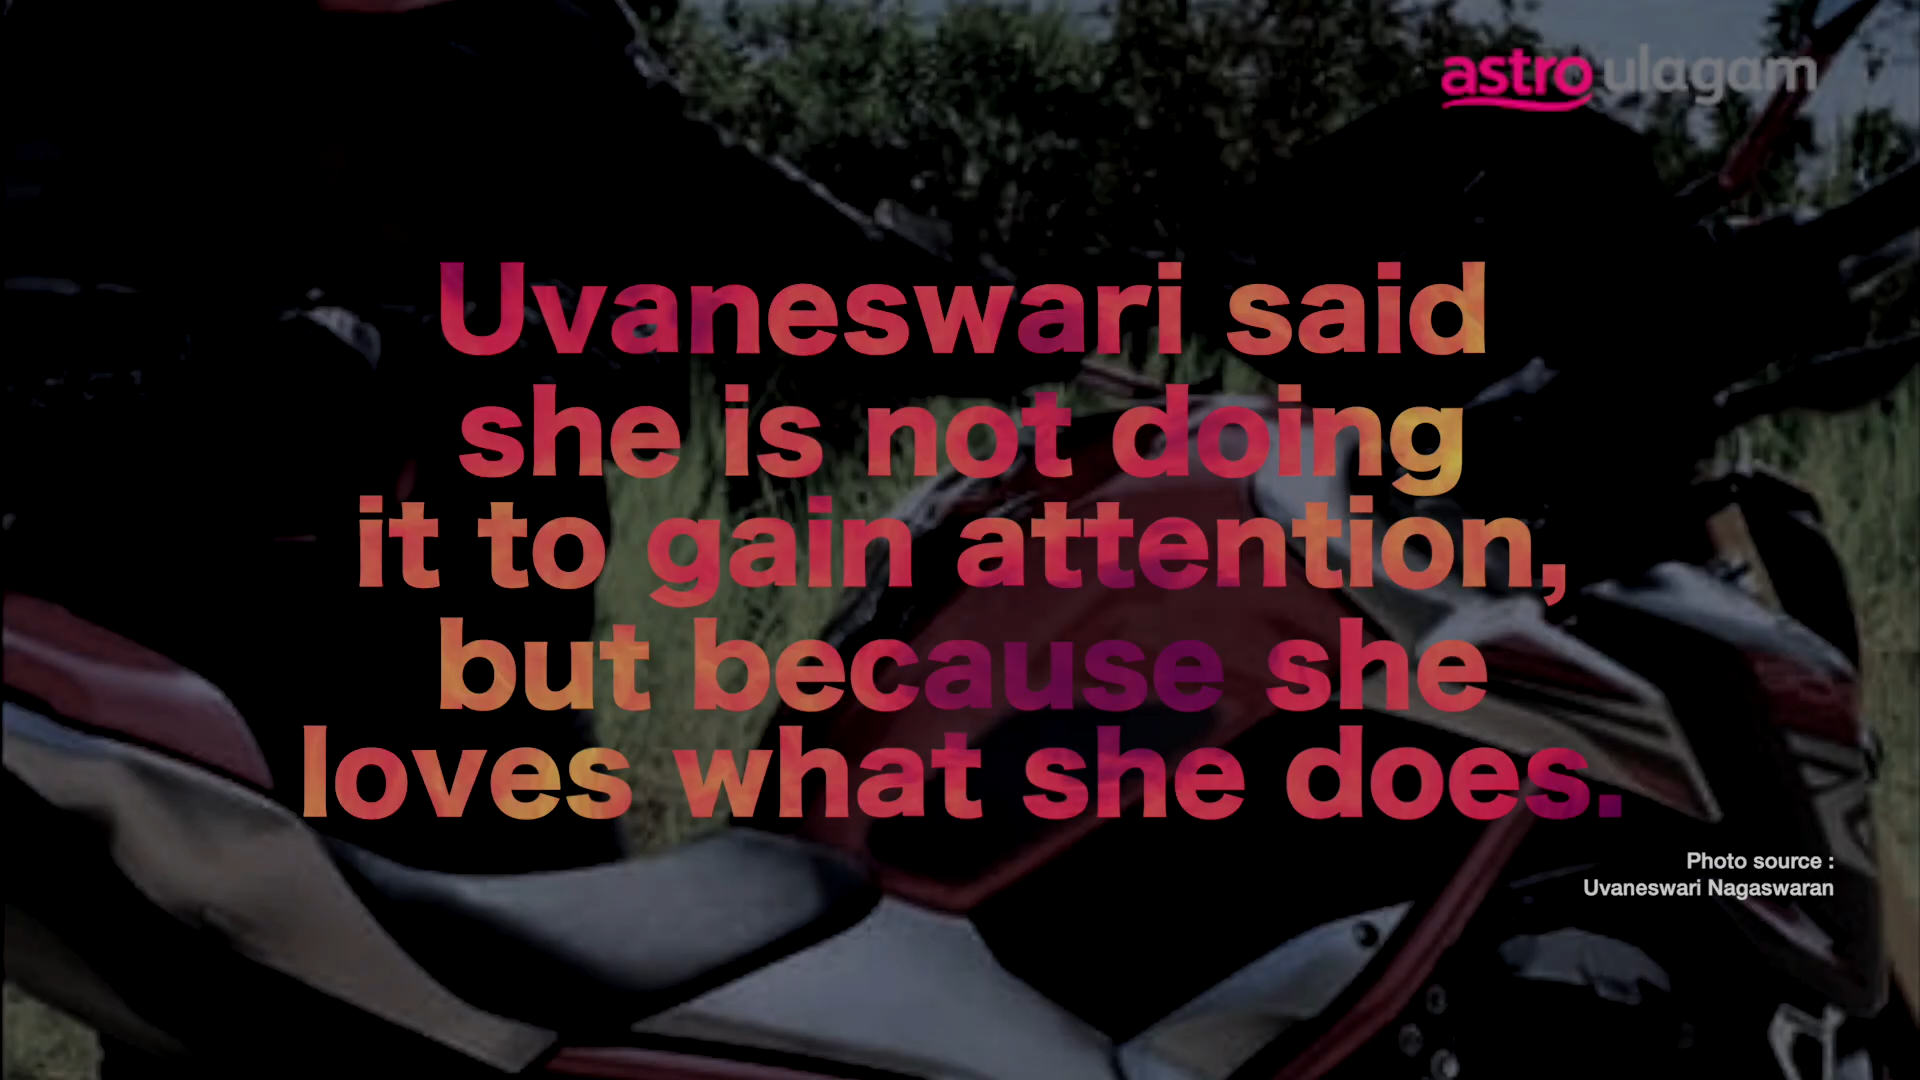 astro ulagam
Uvaneswari said
she is not doing
it to gain attention,
but because she
loves what she does.
Photo source :
Uvaneswari Nagaswaran